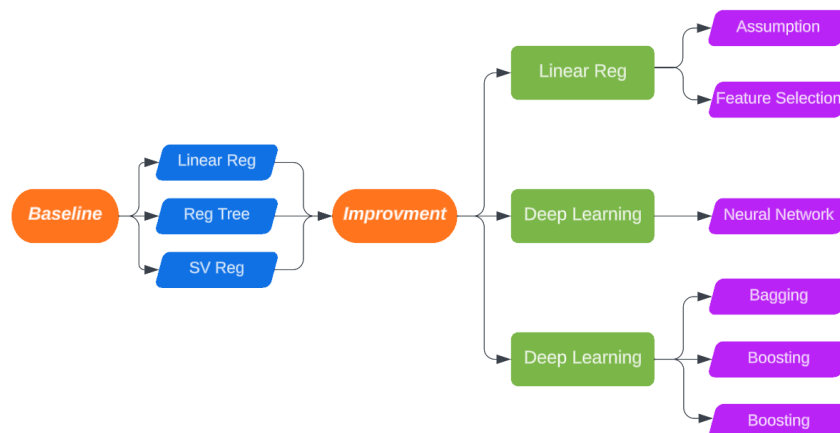 Baseline
Linear Reg
Reg Tree
SV Reg
Improvment
Linear Reg
Assumption
Feature Selection
Deep Learning
Neural Network
Deep Learning
Bagging
Boosting
Boosting